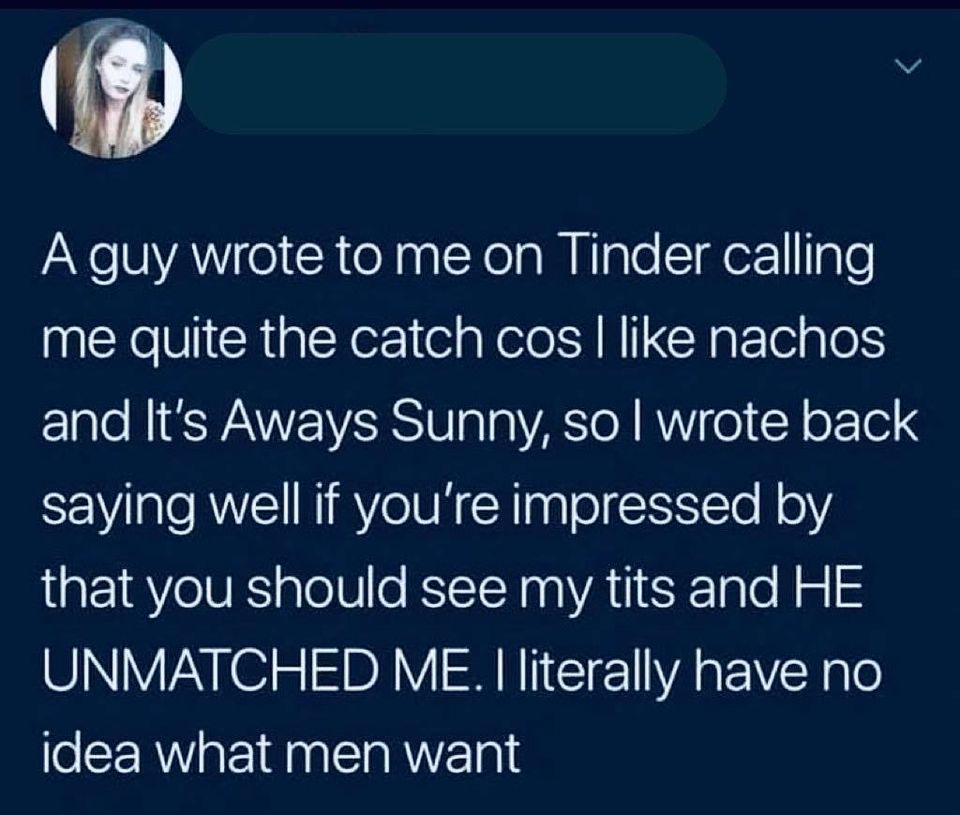 A guy wrote to me on Tinder calling
me quite the catch cos I like nachos
and It's Aways Sunny, so I wrote back
saying well if you're impressed by
that you should see my tits and HE
UNMATCHED ME. I literally have no
idea what men want